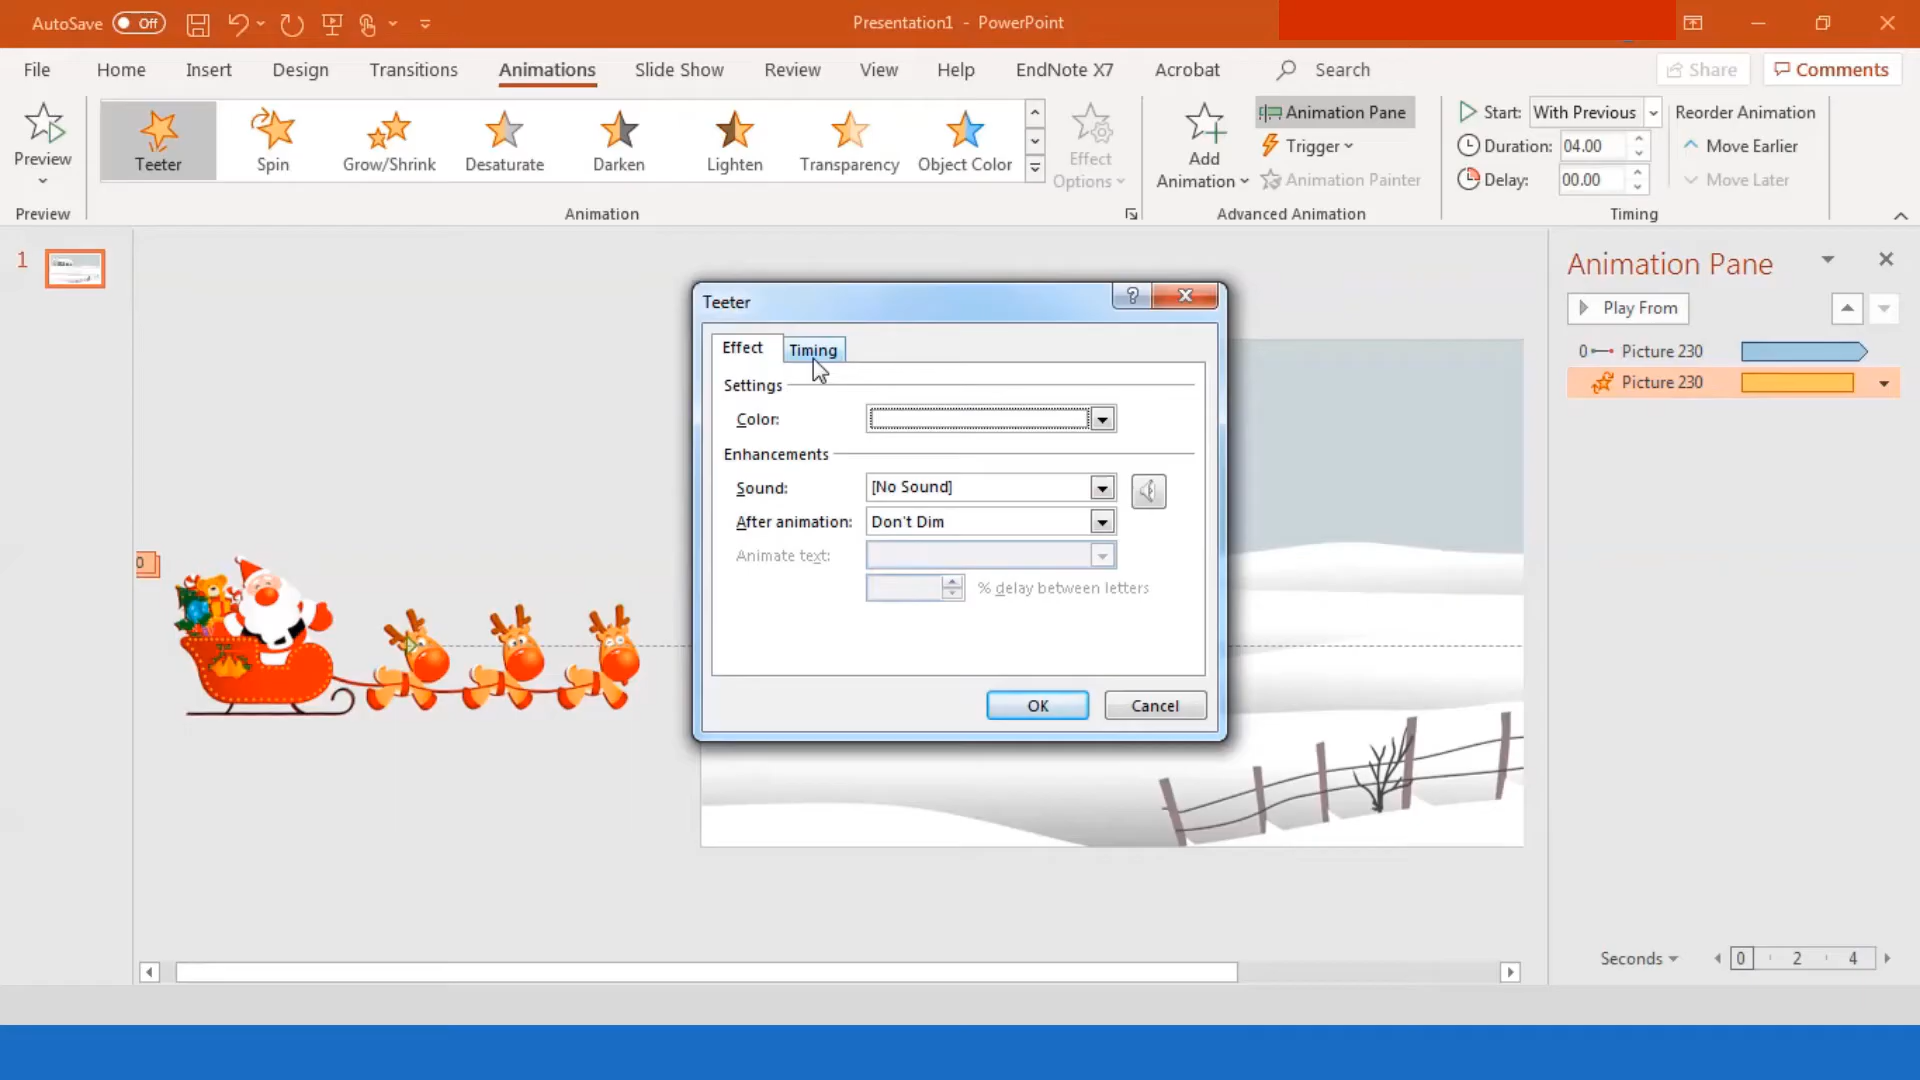 AutoSave Off Presentation1 - PowerPoint
File Home Insert Design Transitions Animations Slide Show Review View Help EndNote X7 Acrobat Search Share Comments
Preview Teeter Spin Grow/Shrink Desaturate Darken Lighten Transparency Object Color Effect Options Add Animation Animation Pane Trigger Animation Painter
Start: With Previous Reorder Animation
Duration: 04.00 Move Earlier
Delay: 00.00 Move Later
Preview Animation Advanced Animation Timing
1
Animation Pane
Play From
0 Picture 230
Picture 230
Teeter ?
Effect Timing
Settings
Color:
Enhancements
Sound: [No Sound]
After animation: Don't Dim
Animate text:
% delay between letters
OK Cancel
0
Seconds 0 2 4